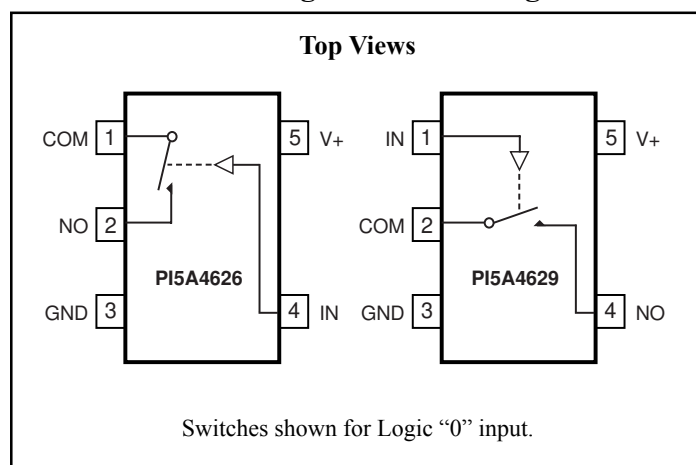 Top Views
COM 1
5 V+
NO 2
PI5A4626
GND 3
4 IN
IN 1
5 V+
COM 2
PI5A4629
GND 3
4 NO
Switches shown for Logic “0” input.